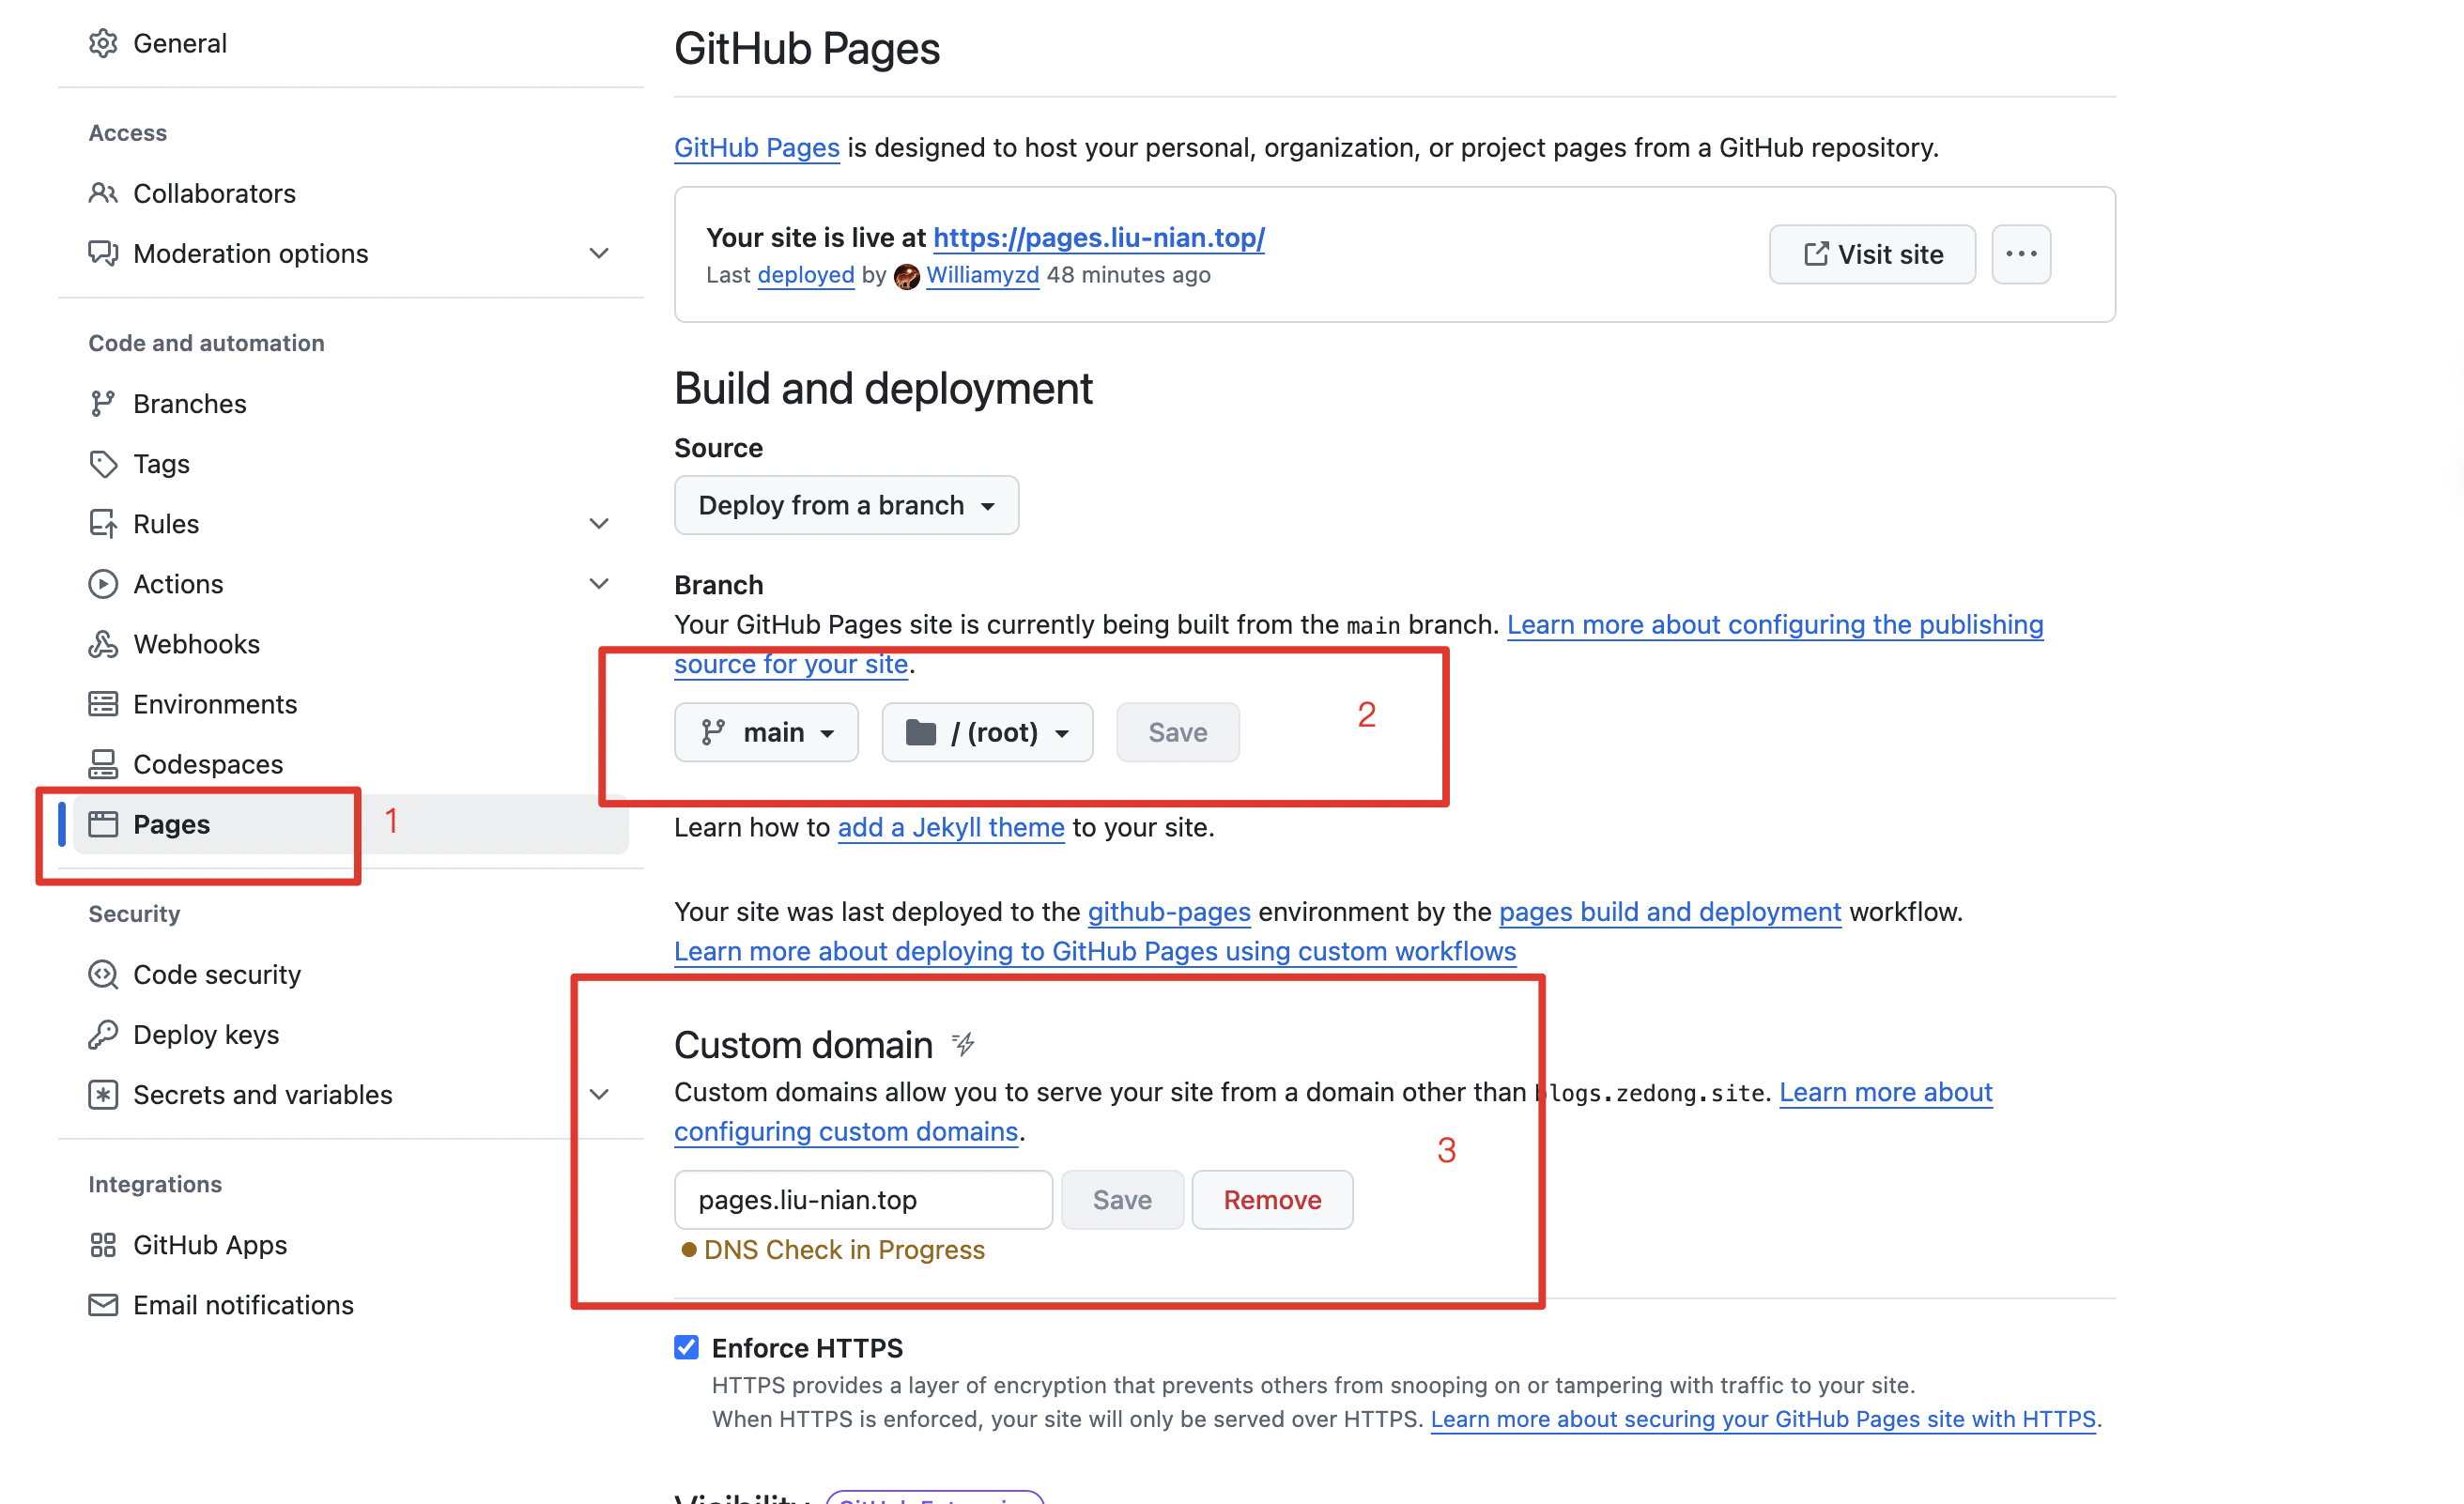 General
Access
Collaborators
Moderation options
Code and automation
Branches
Tags
Rules
Actions
Webhooks
Environments
Codespaces
Pages
1
Security
Code security
Deploy keys
Secrets and variables
Integrations
GitHub Apps
Email notifications
GitHub Pages
GitHub Pages is designed to host your personal, organization, or project pages from a GitHub repository.
Your site is live at https://pages.liu-nian.top/
Last deployed by Williamyzd 48 minutes ago
Visit site
Build and deployment
Source
Deploy from a branch
Branch
Your GitHub Pages site is currently being built from the main branch. Learn more about configuring the publishing
source for your site.
main / (root) Save
2
Learn how to add a Jekyll theme to your site.
Your site was last deployed to the github-pages environment by the pages build and deployment workflow.
Learn more about deploying to GitHub Pages using custom workflows
Custom domain
Custom domains allow you to serve your site from a domain other than blogs.zedong.site. Learn more about
configuring custom domains.
3
pages.liu-nian.top Save Remove
DNS Check in Progress
Enforce HTTPS
HTTPS provides a layer of encryption that prevents others from snooping on or tampering with traffic to your site.
When HTTPS is enforced, your site will only be served over HTTPS. Learn more about securing your GitHub Pages site with HTTPS.
Visibility GitHub Enterprise